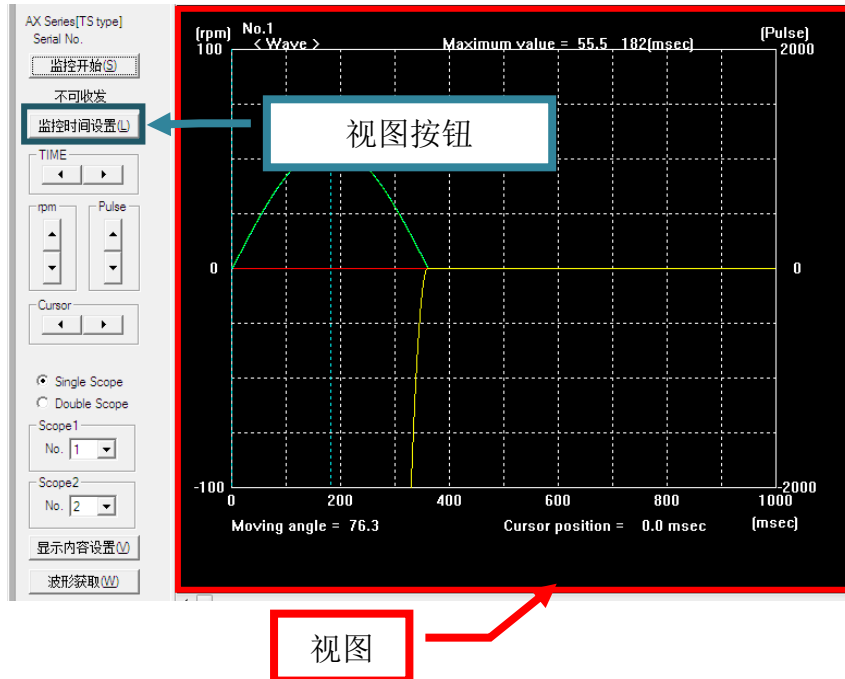 AX Series[TS type]
Serial No.
监控开始(S)
不可收发
监控时间设置(L)
TIME
rpm
Pulse
Cursor
Single Scope
Double Scope
Scope1
No. 1
Scope2
No. 2
显示内容设置(V)
波形获取(W)
(rpm)
No.1
(Pulse)
100
< Wave >
Maximum value = 55.5 182(msec)
2000
视图按钮
0
0
-100
-2000
0 200 400 600 800 1000
Moving angle = 76.3
Cursor position = 0.0 msec
(msec)
视图